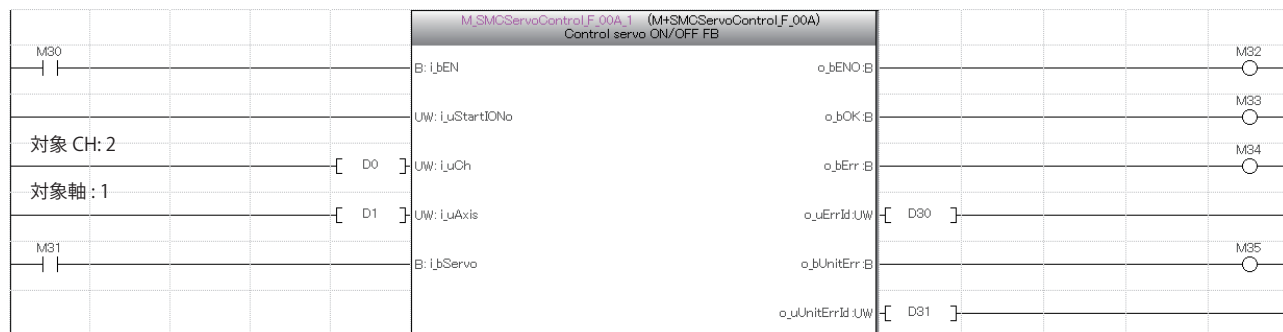 M_SMCServoControl_F_00A_1 (M+SMCServoControl_F_00A)
Control servo ON/OFF FB
M30
B: i_bEN
o_bENO:B
M32
UW: i_uStartIONo
o_bOK:B
M33
対象 CH: 2
D0
UW: i_uCh
o_bErr:B
M34
対象軸 : 1
D1
UW: i_uAxis
o_uErrId:UW
D30
M31
B: i_bServo
o_bUnitErr:B
M35
o_uUnitErrId:UW
D31